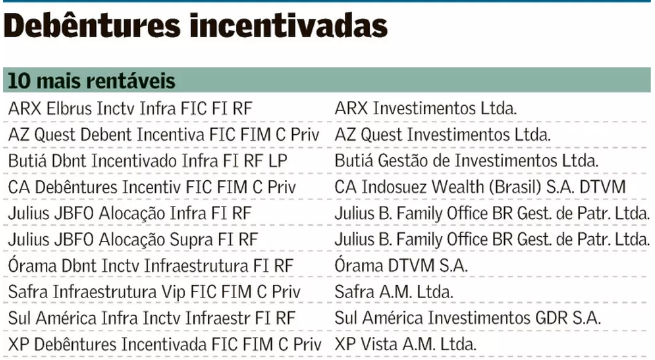 Debêntures incentivadas
10 mais rentáveis
ARX Elbrus Inctv Infra FIC FI RF ARX Investimentos Ltda.
AZ Quest Debent Incentiva FIC FIM C Priv AZ Quest Investimentos Ltda.
Butiá Dbnt Incentivado Infra FI RF LP Butiá Gestão de Investimentos Ltda.
CA Debêntures Incentiv FIC FIM C Priv CA Indosuez Wealth (Brasil) S.A. DTVM
Julius JBFO Alocação Infra FI RF Julius B. Family Office BR Gest. de Patr. Ltda.
Julius JBFO Alocação Supra FI RF Julius B. Family Office BR Gest. de Patr. Ltda.
Órama Dbnt Inctv Infraestrutura FI RF Órama DTVM S.A.
Safra Infraestrutura Vip FIC FIM C Priv Safra A.M. Ltda.
Sul América Infra Inctv Infraestr FI RF Sul América Investimentos GDR S.A.
XP Debêntures Incentivada FIC FIM C Priv XP Vista A.M. Ltda.